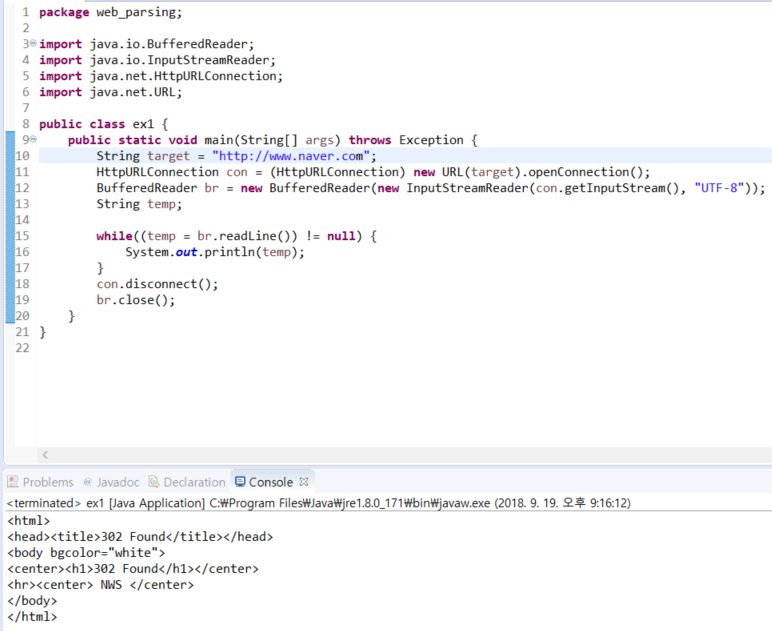 1 package web_parsing;
2
3 import java.io.BufferedReader;
4 import java.io.InputStreamReader;
5 import java.net.HttpURLConnection;
6 import java.net.URL;
7
8 public class ex1 {
9     public static void main(String[] args) throws Exception {
10         String target = "http://www.naver.com";
11         HttpURLConnection con = (HttpURLConnection) new URL(target).openConnection();
12         BufferedReader br = new BufferedReader(new InputStreamReader(con.getInputStream(), "UTF-8"));
13         String temp;
14
15         while((temp = br.readLine()) != null) {
16             System.out.println(temp);
17         }
18         con.disconnect();
19         br.close();
20     }
21 }
22
Problems Javadoc Declaration Console
<terminated> ex1 [Java Application] C:₩Program Files₩Java₩jre1.8.0_171₩bin₩javaw.exe (2018. 9. 19. 오후 9:16:12)
<html>
<head><title>302 Found</title></head>
<body bgcolor="white">
<center><h1>302 Found</h1></center>
<hr><center> NWS </center>
</body>
</html>